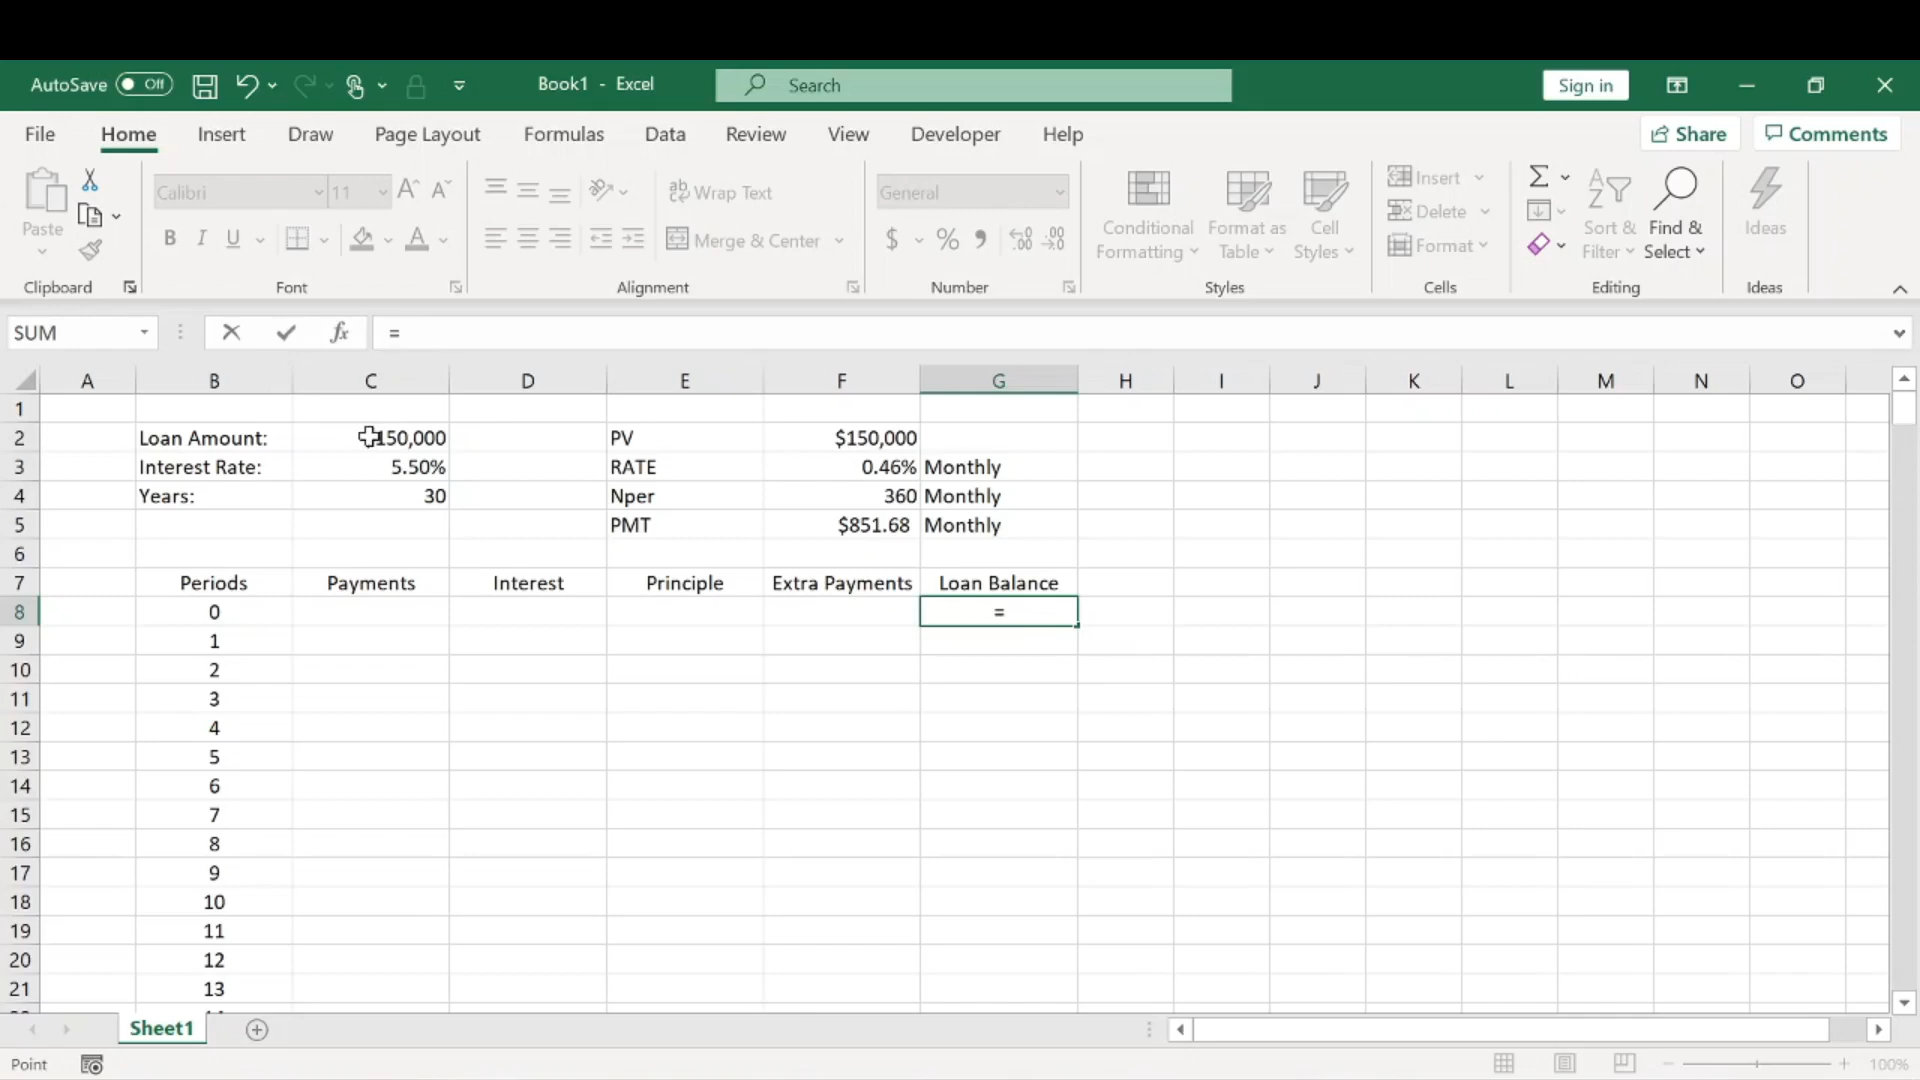 AutoSave Off Book1 - Excel Search Sign in
File Home Insert Draw Page Layout Formulas Data Review View Developer Help Share Comments
Paste Calibri 11 A A ab Wrap Text General Conditional Formatting Format as Table Cell Styles Insert Delete Format Sort & Filter Find & Select Ideas
B I U A Merge & Center $ % 9 .00
Clipboard Font Alignment Number Styles Cells Editing Ideas
SUM fx =
A B C D E F G H I J K L M N O
1
2 Loan Amount: 150,000 PV $150,000
3 Interest Rate: 5.50% RATE 0.46% Monthly
4 Years: 30 Nper 360 Monthly
5 PMT $851.68 Monthly
6
7 Periods Payments Interest Principle Extra Payments Loan Balance
8 0 =
9 1
10 2
11 3
12 4
13 5
14 6
15 7
16 8
17 9
18 10
19 11
20 12
21 13
Sheet1
Point 100%